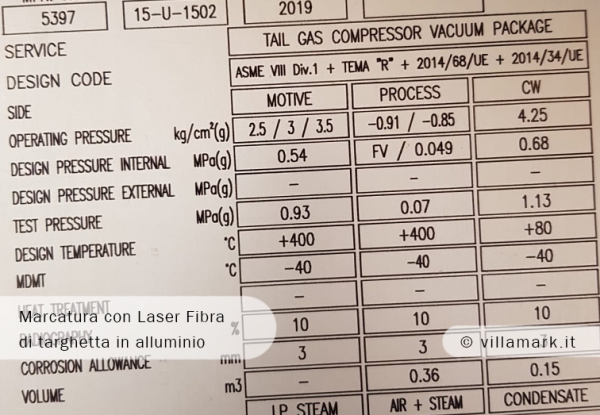 5397 15-U-1502 2019
SERVICE TAIL GAS COMPRESSOR VACUUM PACKAGE
DESIGN CODE ASME VIII Div.1 + TEMA "R" + 2014/68/UE + 2014/34/UE
SIDE MOTIVE PROCESS CW
OPERATING PRESSURE kg/cm²(g) 2.5 / 3 / 3.5 -0.91 / -0.85 4.25
DESIGN PRESSURE INTERNAL MPa(g) 0.54 FV / 0.049 0.68
DESIGN PRESSURE EXTERNAL MPa(g) - - -
TEST PRESSURE MPa(g) 0.93 0.07 1.13
DESIGN TEMPERATURE °C +400 +400 +80
MDMT °C -40 -40 -40
HEAT TREATMENT - - -
RADIOGRAPHY % 10 10 10
CORROSION ALLOWANCE mm 3 3
VOLUME m3 - 0.36 0.15
LP STEAM AIR + STEAM CONDENSATE
Marcatura con Laser Fibra
di targhetta in alluminio
© villamark.it